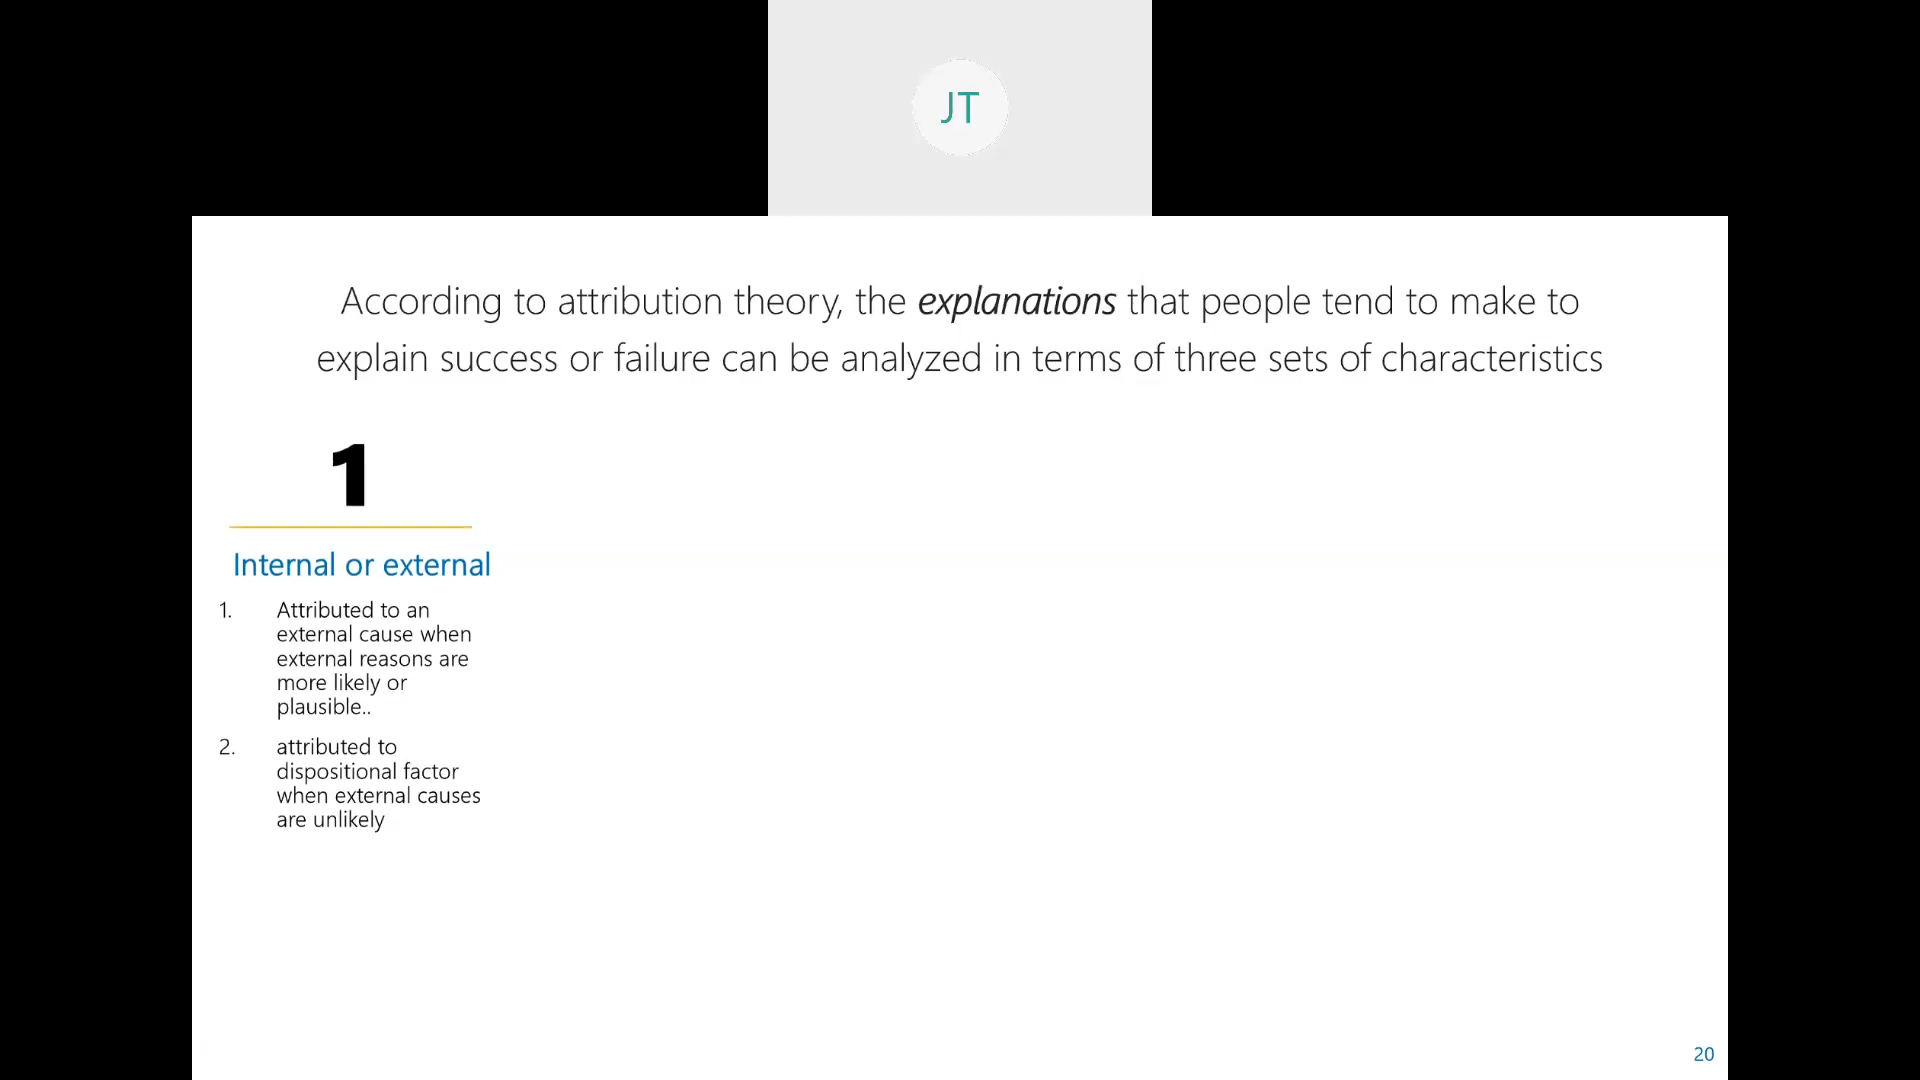 JT
According to attribution theory, the explanations that people tend to make to
explain success or failure can be analyzed in terms of three sets of characteristics
1
Internal or external
1. Attributed to an
external cause when
external reasons are
more likely or
plausible..
2. attributed to
dispositional factor
when external causes
are unlikely
20